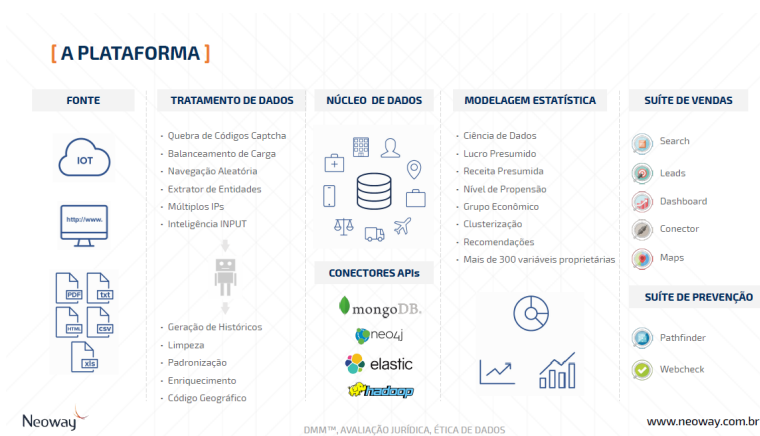 [ A PLATAFORMA ]
FONTE
IOT
http://www.
PDF
txt
HTML
CSV
xls
TRATAMENTO DE DADOS
• Quebra de Códigos Captcha
• Balanceamento de Carga
• Navegação Aleatória
• Extrator de Entidades
• Múltiplos IPs
• Inteligência INPUT
• Geração de Históricos
• Limpeza
• Padronização
• Enriquecimento
• Código Geográfico
NÚCLEO DE DADOS
CONECTORES APIs
mongoDB.
neo4j
elastic
hadoop
MODELAGEM ESTATÍSTICA
• Ciência de Dados
• Lucro Presumido
• Receita Presumida
• Nível de Propensão
• Grupo Econômico
• Clusterização
• Recomendações
• Mais de 300 variáveis proprietárias
SUÍTE DE VENDAS
Search
Leads
Dashboard
Conector
Maps
SUÍTE DE PREVENÇÃO
Pathfinder
Webcheck
Neoway
DMM™, AVALIAÇÃO JURÍDICA, ÉTICA DE DADOS
www.neoway.com.br